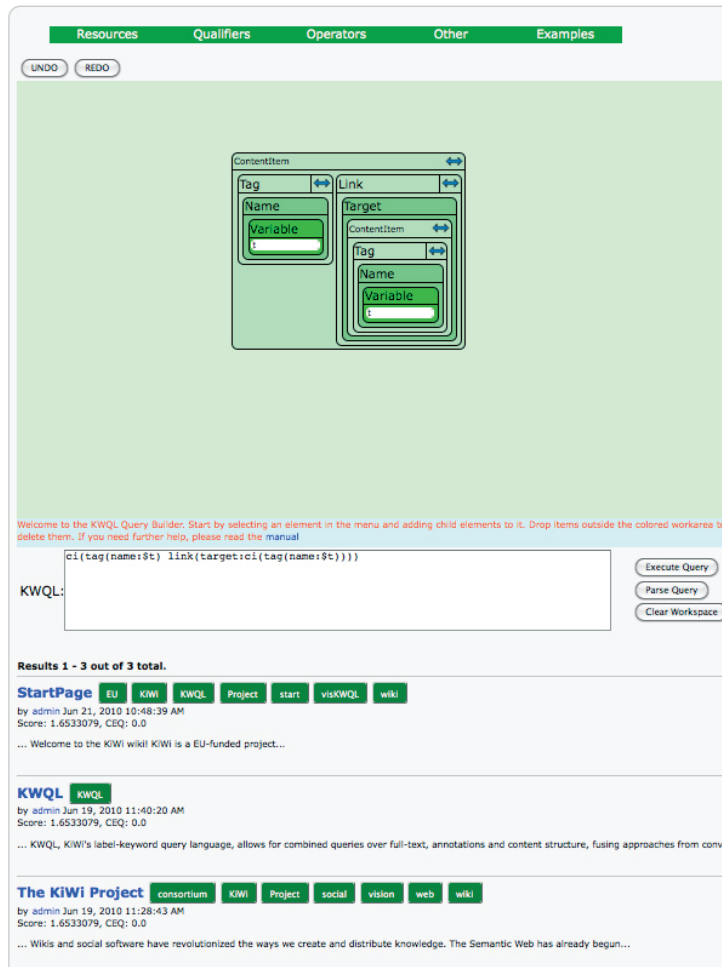 Resources Qualifiers Operators Other Examples
UNDO REDO
ContentItem
Tag Link
Name Target
Variable ContentItem
t
Tag
Name
Variable
t
Welcome to the KWQL Query Builder. Start by selecting an element in the menu and adding child elements to it. Drop items outside the colored workarea to
delete them. If you need further help, please read the manual
KWQL:
ci(tag(name:$t) link(target:ci(tag(name:$t))))
Execute Query
Parse Query
Clear Workspace
Results 1 - 3 out of 3 total.
StartPage EU KiWi KWQL Project start visKWQL wiki
by admin Jun 21, 2010 10:48:39 AM
Score: 1.6533079, CEQ: 0.0
... Welcome to the KiWi wiki! KiWi is a EU-funded project...
KWQL KWQL
by admin Jun 19, 2010 11:40:20 AM
Score: 1.6533079, CEQ: 0.0
... KWQL, KiWi's label-keyword query language, allows for combined queries over full-text, annotations and content structure, fusing approaches from conv
The KiWi Project consortium KiWi Project social vision web wiki
by admin Jun 19, 2010 11:28:43 AM
Score: 1.6533079, CEQ: 0.0
... Wikis and social software have revolutionized the ways we create and distribute knowledge. The Semantic Web has already begun...